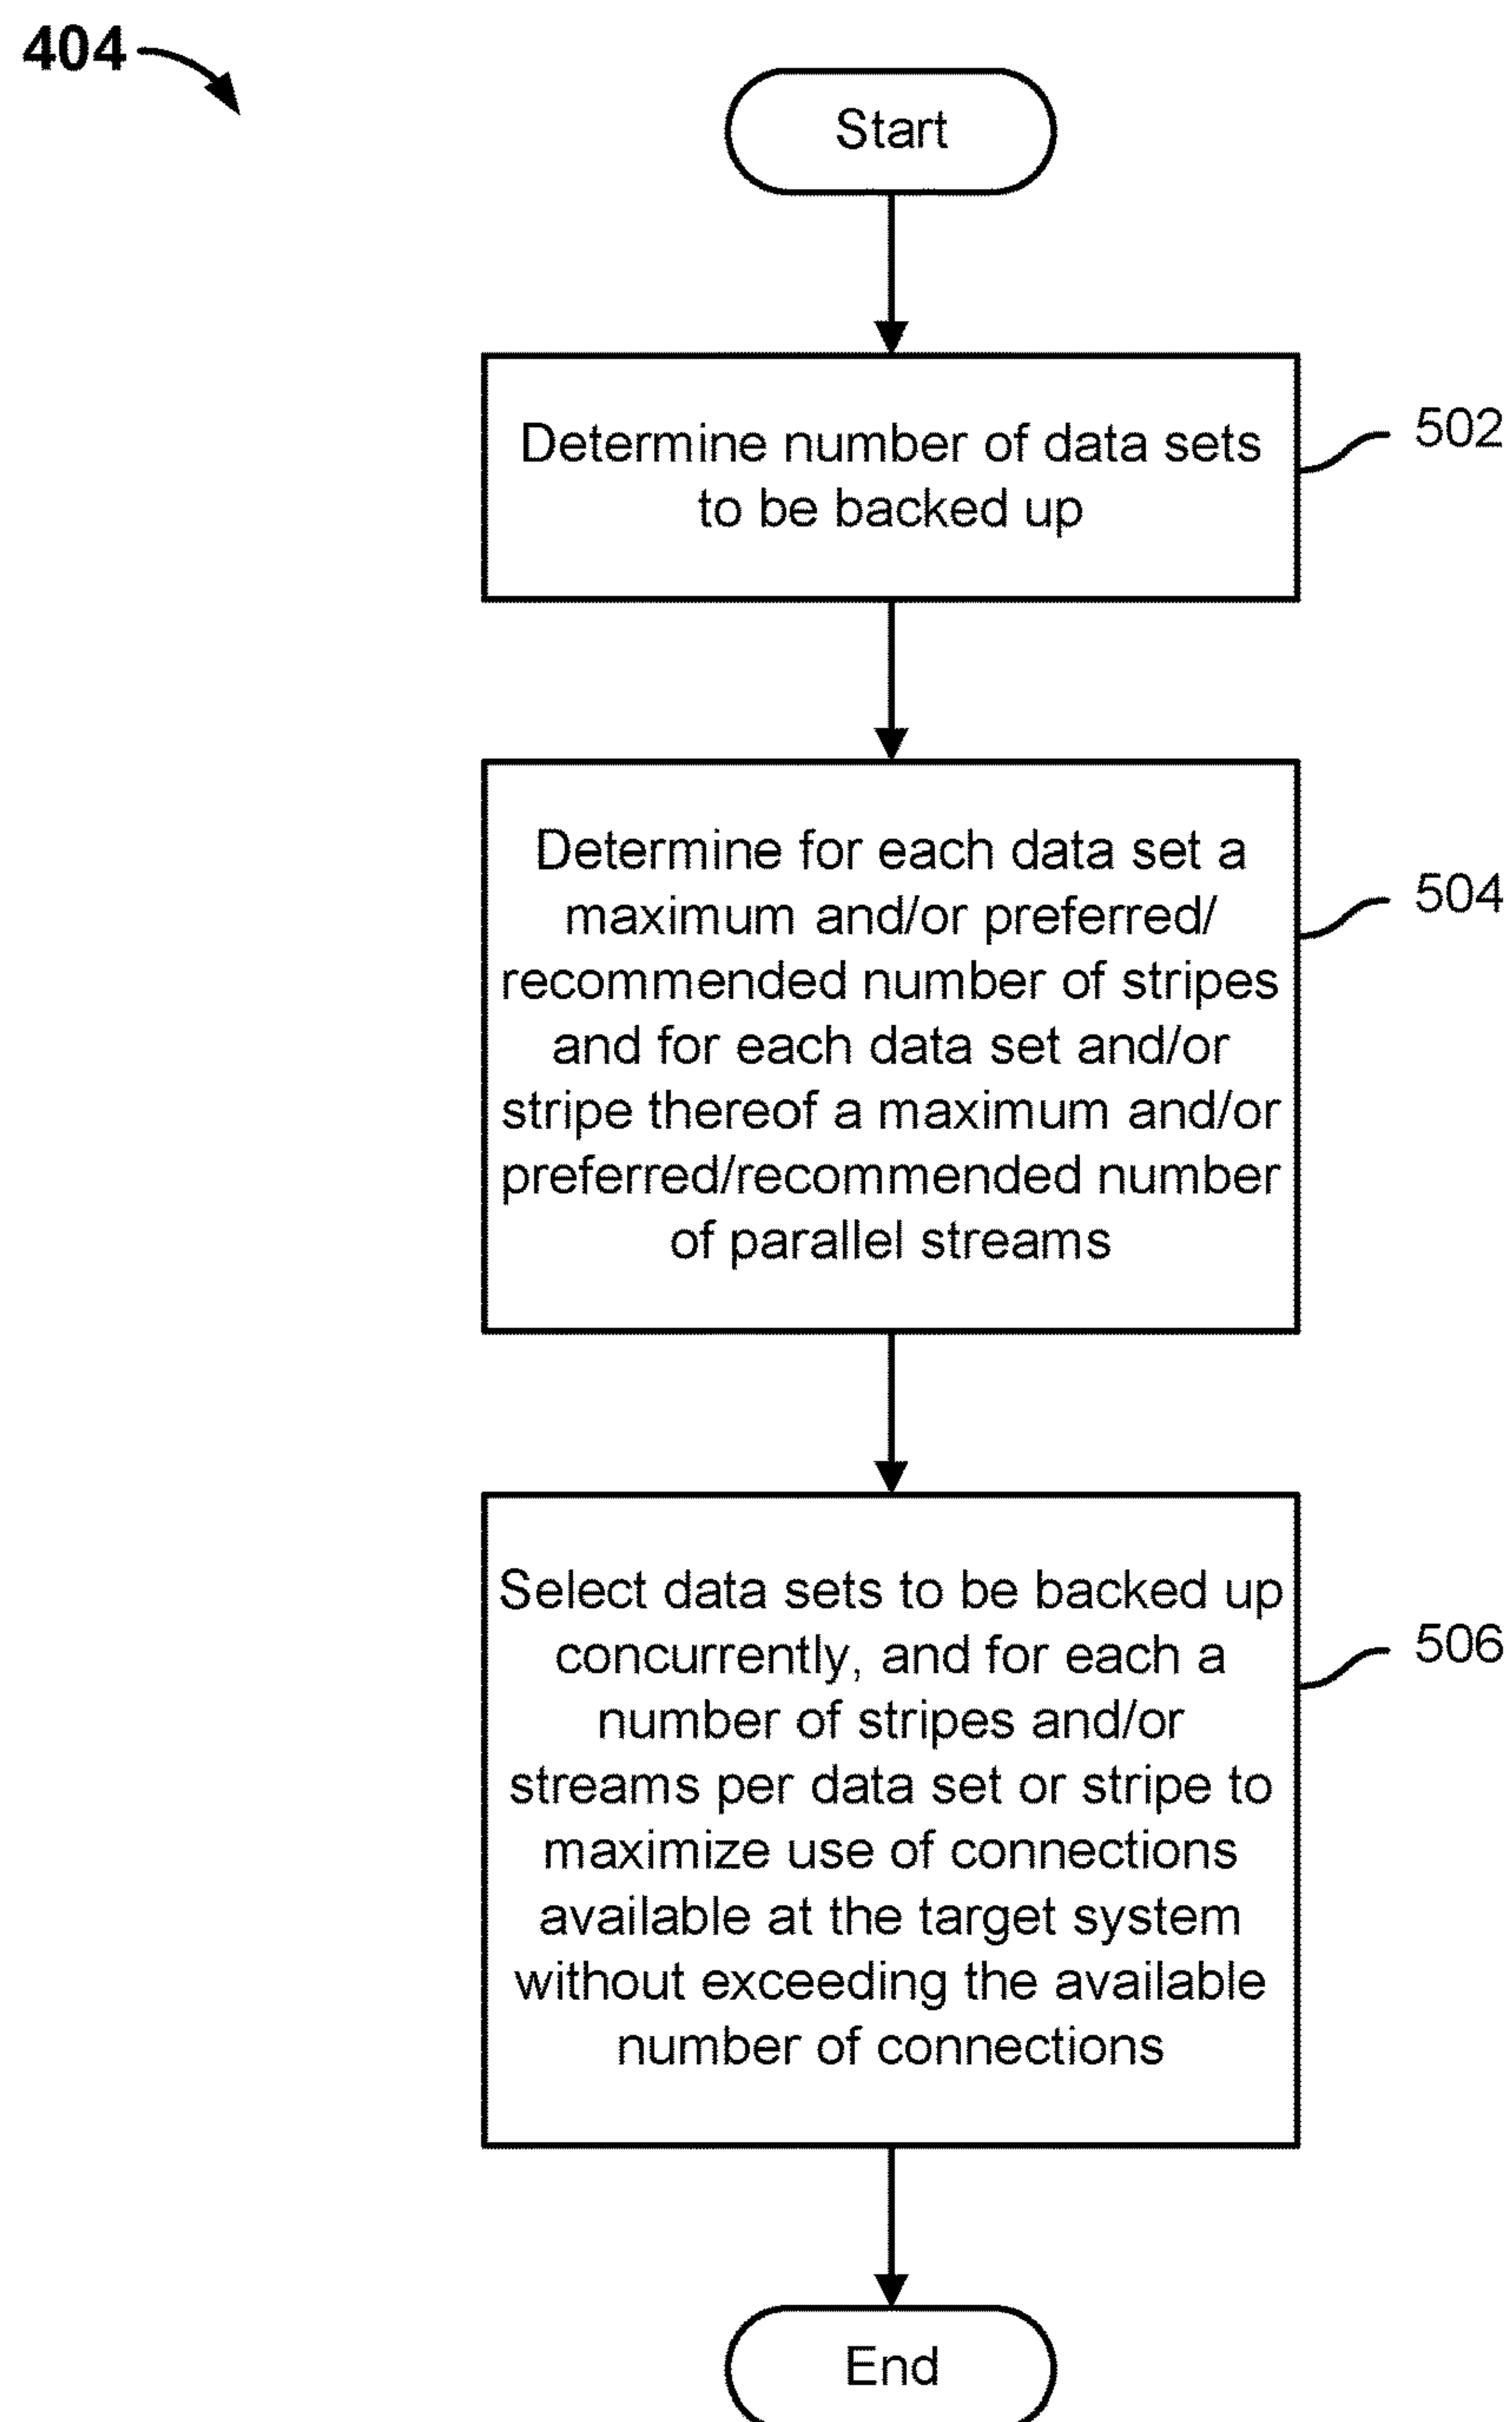 404
Start
Determine number of data sets
to be backed up
502
Determine for each data set a
maximum and/or preferred/
recommended number of stripes
and for each data set and/or
stripe thereof a maximum and/or
preferred/recommended number
of parallel streams
504
Select data sets to be backed up
concurrently, and for each a
number of stripes and/or
streams per data set or stripe to
maximize use of connections
available at the target system
without exceeding the available
number of connections
506
End